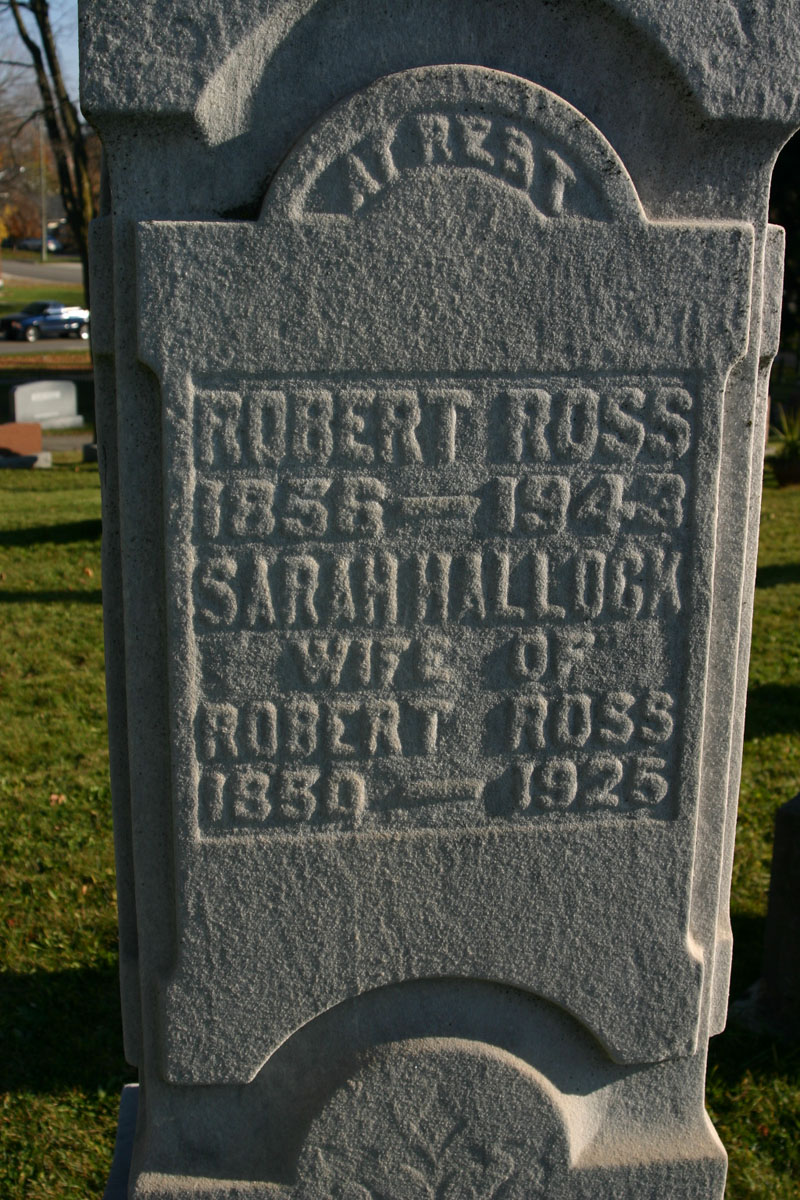 AT REST
ROBERT ROSS
1856 — 1943
SARAH HALLOCK
WIFE OF
ROBERT ROSS
1850 — 1925